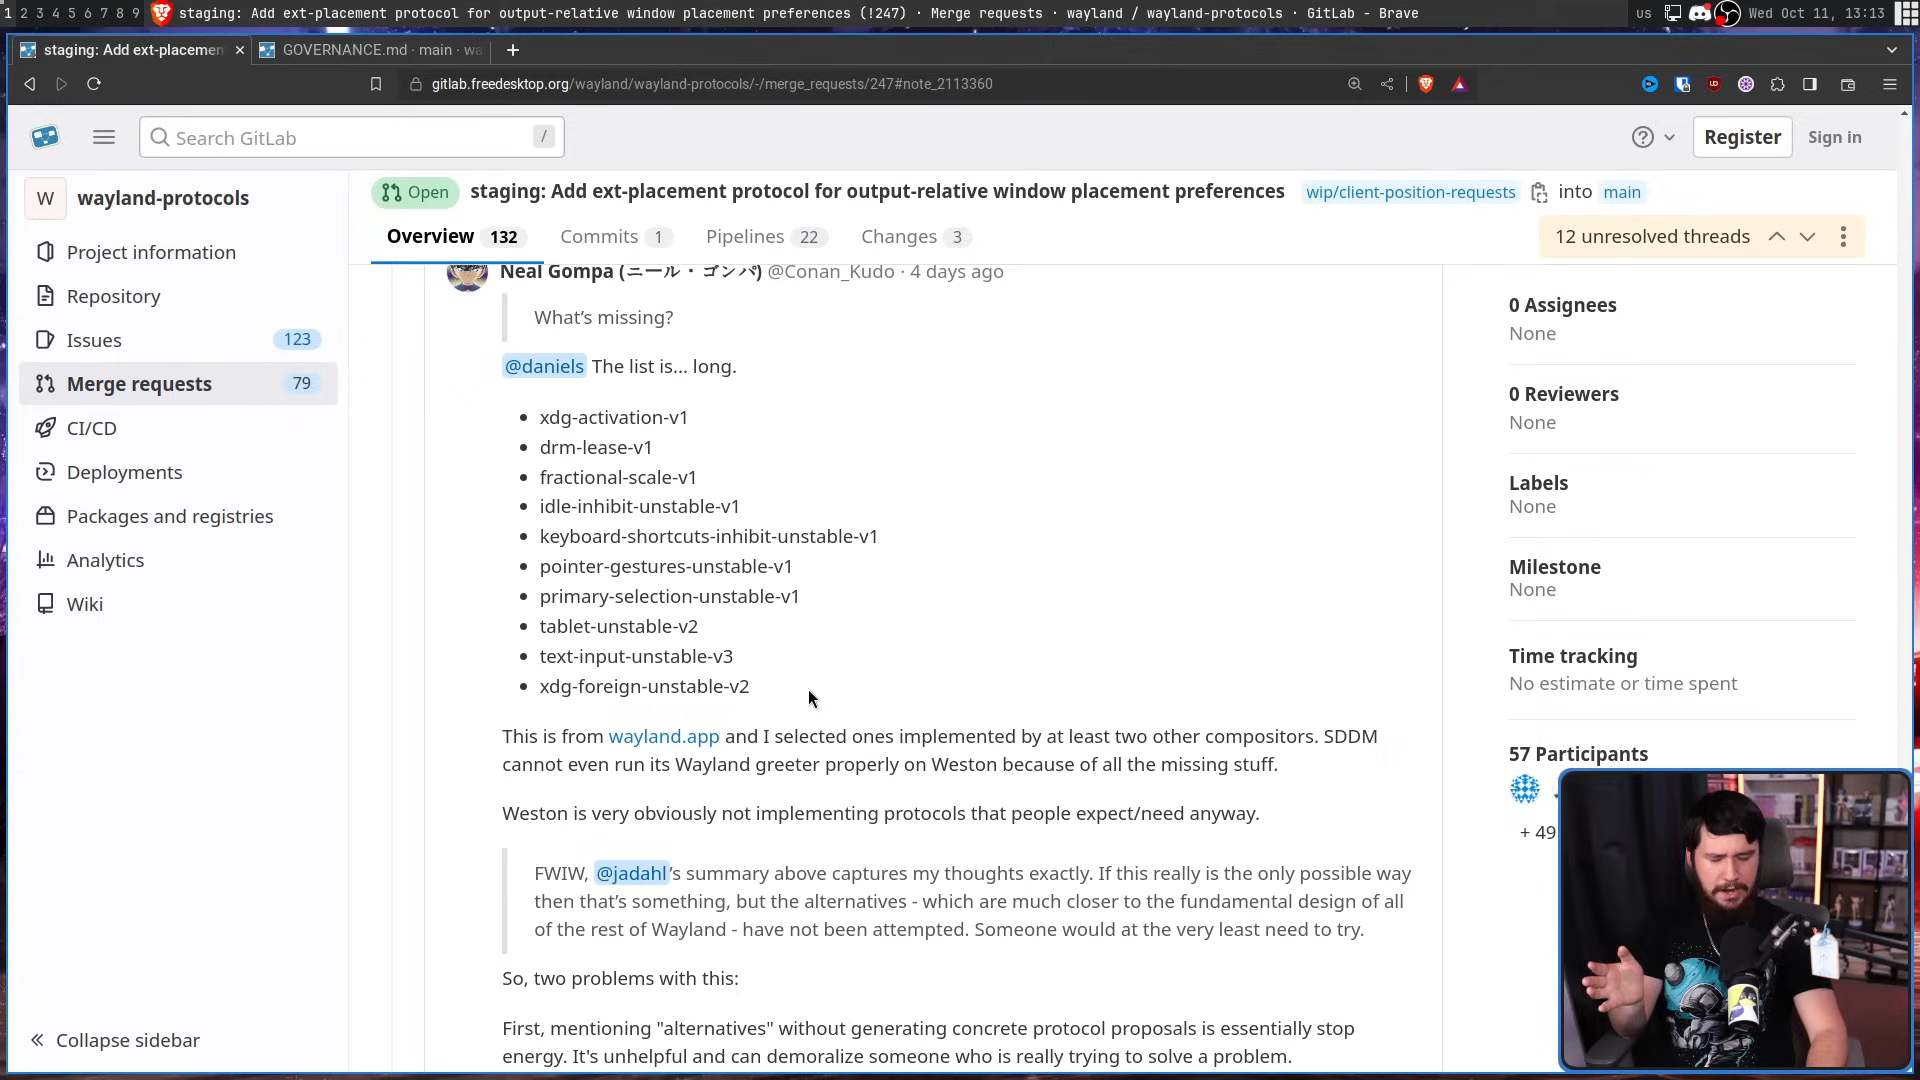 1 2 3 4 5 6 7 8 9 staging: Add ext-placement protocol for output-relative window placement preferences (!247) · Merge requests · wayland / wayland-protocols · GitLab - Brave us Wed Oct 11, 13:13
staging: Add ext-placemen GOVERNANCE.md · main · wa
gitlab.freedesktop.org/wayland/wayland-protocols/-/merge_requests/247#note_2113360
Search GitLab / Register Sign in
W wayland-protocols
Project information
Repository
Issues 123
Merge requests 79
CI/CD
Deployments
Packages and registries
Analytics
Wiki
Collapse sidebar
Open staging: Add ext-placement protocol for output-relative window placement preferences wip/client-position-requests into main
Overview 132 Commits 1 Pipelines 22 Changes 3 12 unresolved threads
Neal Gompa (ニール・ゴンパ) @Conan_Kudo · 4 days ago
What's missing?
@daniels The list is... long.
• xdg-activation-v1
• drm-lease-v1
• fractional-scale-v1
• idle-inhibit-unstable-v1
• keyboard-shortcuts-inhibit-unstable-v1
• pointer-gestures-unstable-v1
• primary-selection-unstable-v1
• tablet-unstable-v2
• text-input-unstable-v3
• xdg-foreign-unstable-v2
This is from wayland.app and I selected ones implemented by at least two other compositors. SDDM
cannot even run its Wayland greeter properly on Weston because of all the missing stuff.
Weston is very obviously not implementing protocols that people expect/need anyway.
FWIW, @jadahl's summary above captures my thoughts exactly. If this really is the only possible way
then that's something, but the alternatives - which are much closer to the fundamental design of all
of the rest of Wayland - have not been attempted. Someone would at the very least need to try.
So, two problems with this:
First, mentioning "alternatives" without generating concrete protocol proposals is essentially stop
energy. It's unhelpful and can demoralize someone who is really trying to solve a problem.
0 Assignees
None
0 Reviewers
None
Labels
None
Milestone
None
Time tracking
No estimate or time spent
57 Participants
+ 49